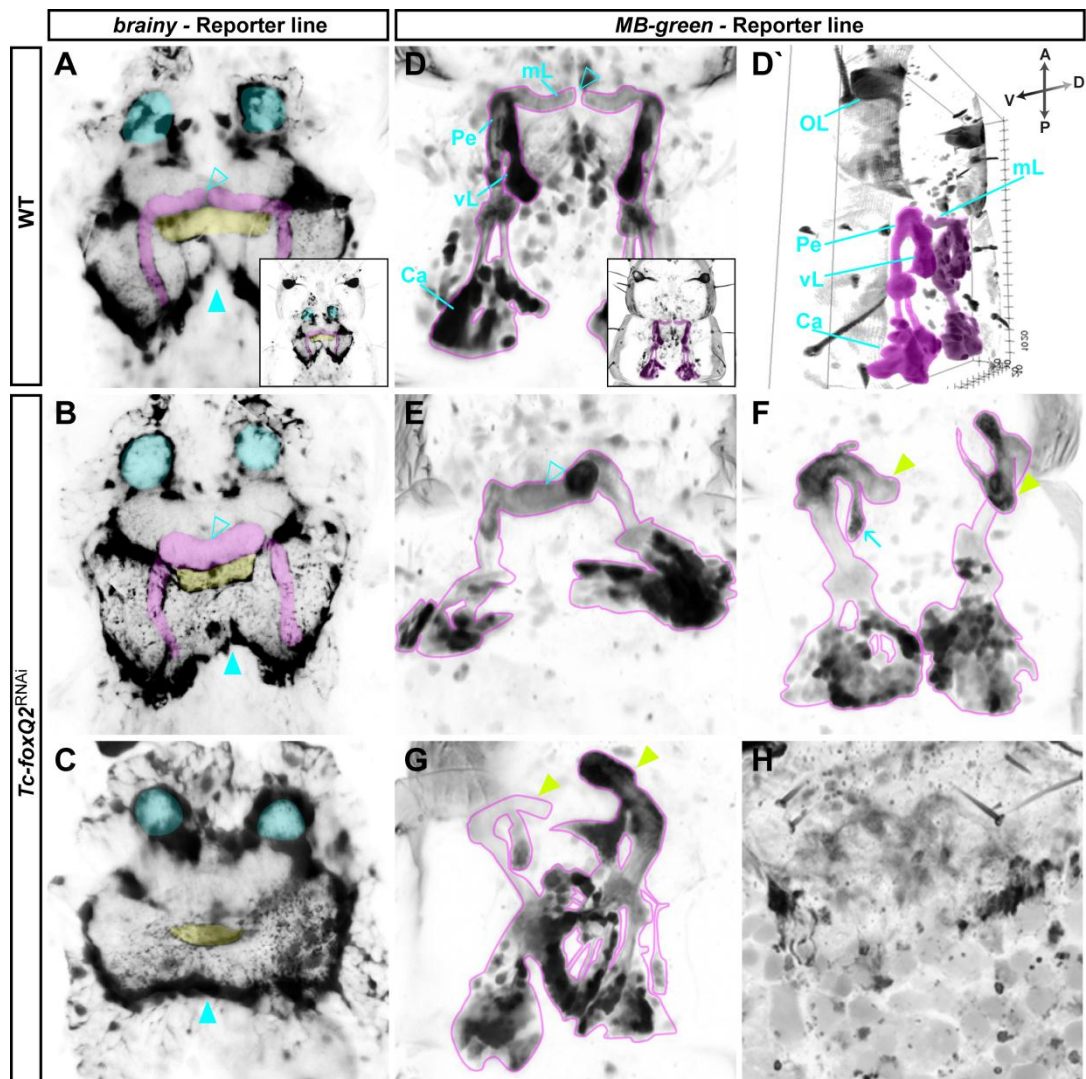 brainy - Reporter line
MB-green - Reporter line
WT
Tc-foxQ2RNAi
A
D
mL
Pe
vL
Ca
D`
A
V
D
P
OL
mL
Pe
vL
Ca
B
E
F
C
G
H